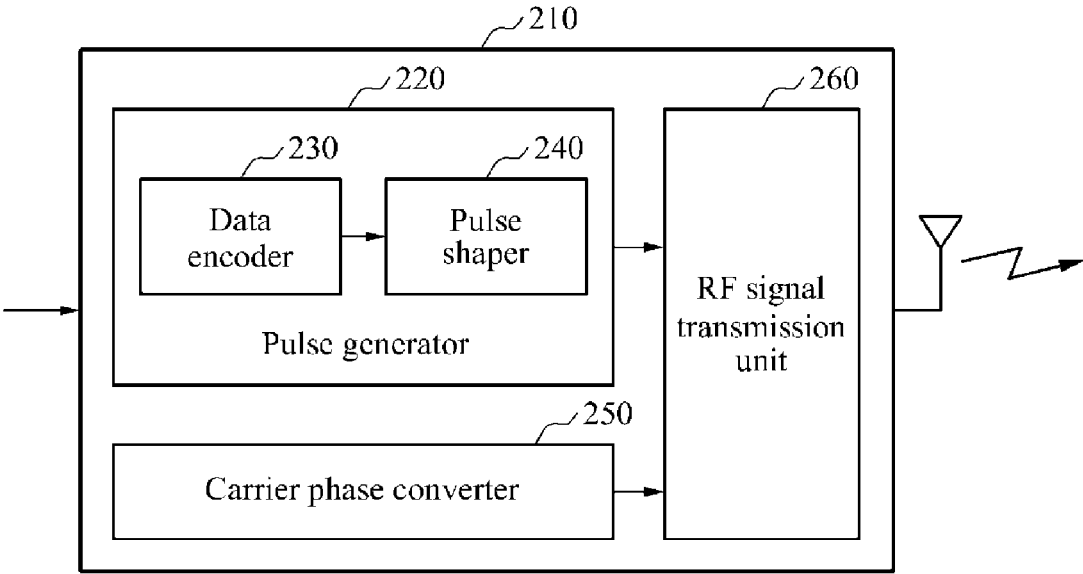 210
220
260
230
240
Data
encoder
Pulse
shaper
Pulse generator
RF signal
transmission
unit
250
Carrier phase converter